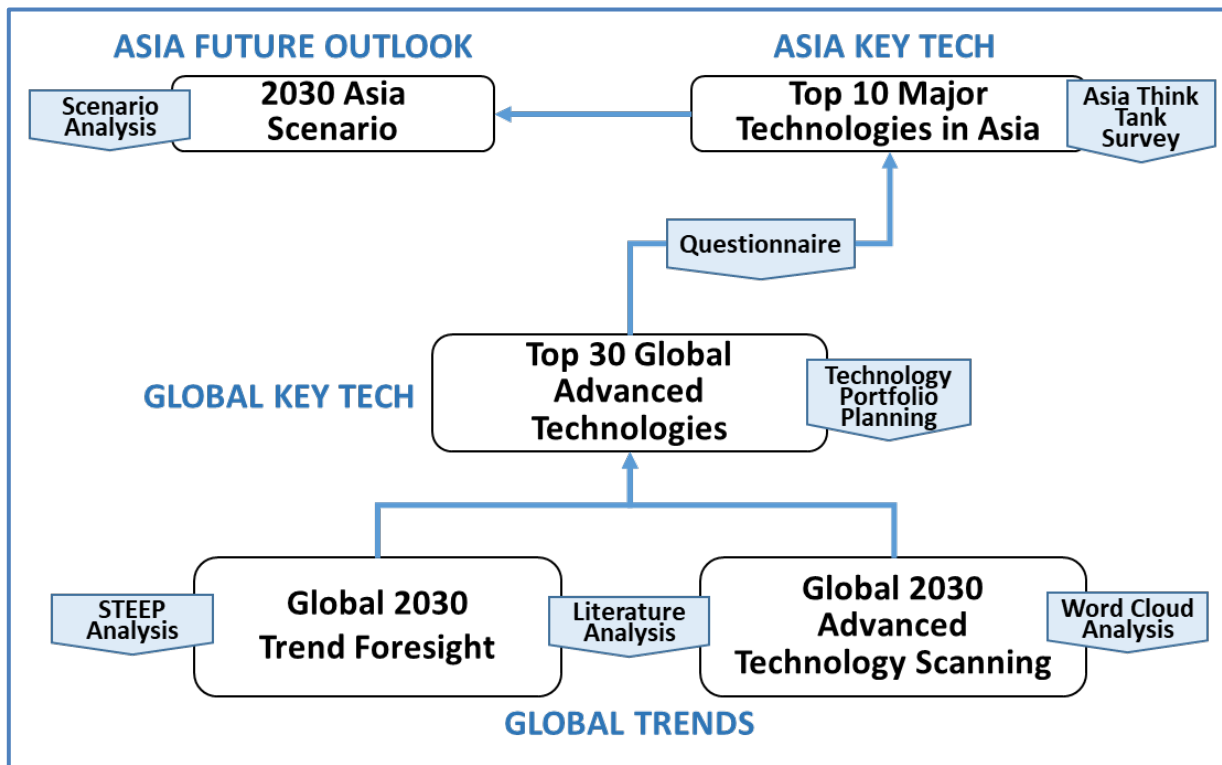 ASIA FUTURE OUTLOOK
ASIA KEY TECH
Scenario
Analysis
2030 Asia
Scenario
Top 10 Major
Technologies in Asia
Asia Think
Tank
Survey
Questionnaire
GLOBAL KEY TECH
Top 30 Global
Advanced
Technologies
Technology
Portfolio
Planning
STEEP
Analysis
Global 2030
Trend Foresight
Literature
Analysis
Global 2030
Advanced
Technology Scanning
Word Cloud
Analysis
GLOBAL TRENDS